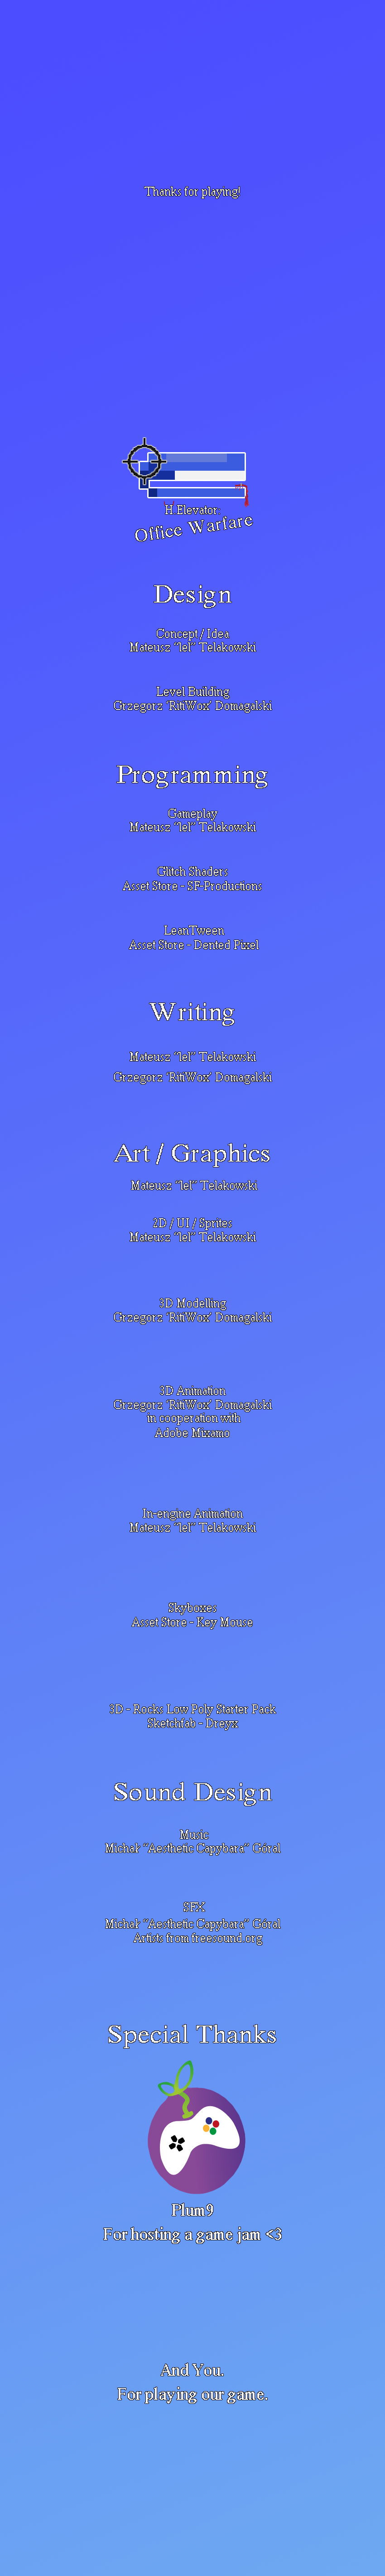 Thanks for playing!
H.Elevator:
Office Warfare
Design
Concept / Idea
Mateusz "lel" Telakowski
Level Building
Grzegorz "RitiWox" Domagalski
Programming
Gameplay
Mateusz "lel" Telakowski
Glitch Shaders
Asset Store - SF-Productions
LeanTween
Asset Store - Dented Pixel
Writing
Mateusz "lel" Telakowski
Grzegorz "RitiWox" Domagalski
Art / Graphics
Mateusz "lel" Telakowski
2D / UI / Sprites
Mateusz "lel" Telakowski
3D Modelling
Grzegorz "RitiWox" Domagalski
3D Animation
Grzegorz "RitiWox" Domagalski
in cooperation with
Adobe Mixamo
In-engine Animation
Mateusz "lel" Telakowski
Skyboxes
Asset Store - Key Mouse
3D - Rocks Low Poly Starter Pack
Sketchfab - Dreyx
Sound Design
Music
Michał "Aesthetic Capybara" Góral
SFX
Michał "Aesthetic Capybara" Góral
Artists from freesound.org
Special Thanks
Plum9
For hosting a game jam <3
And You.
For playing our game.